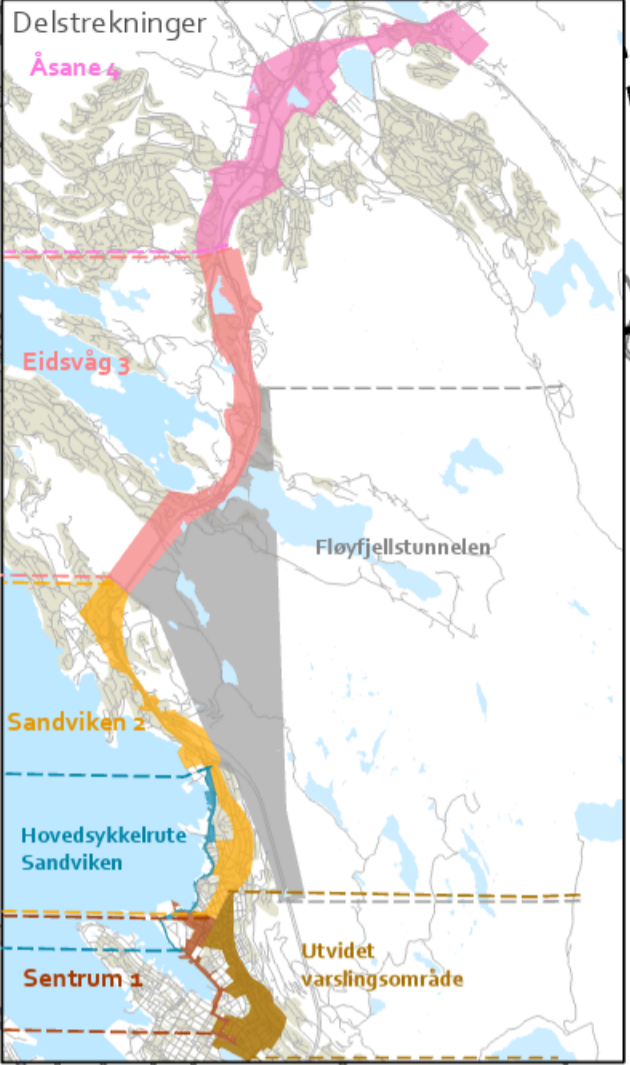 Delstrekninger
Åsane 4
Eidsvåg 3
Fløyfjellstunnelen
Sandviken 2
Hovedsykkelrute
Sandviken
Utvidet
varslingsområde
Sentrum 1